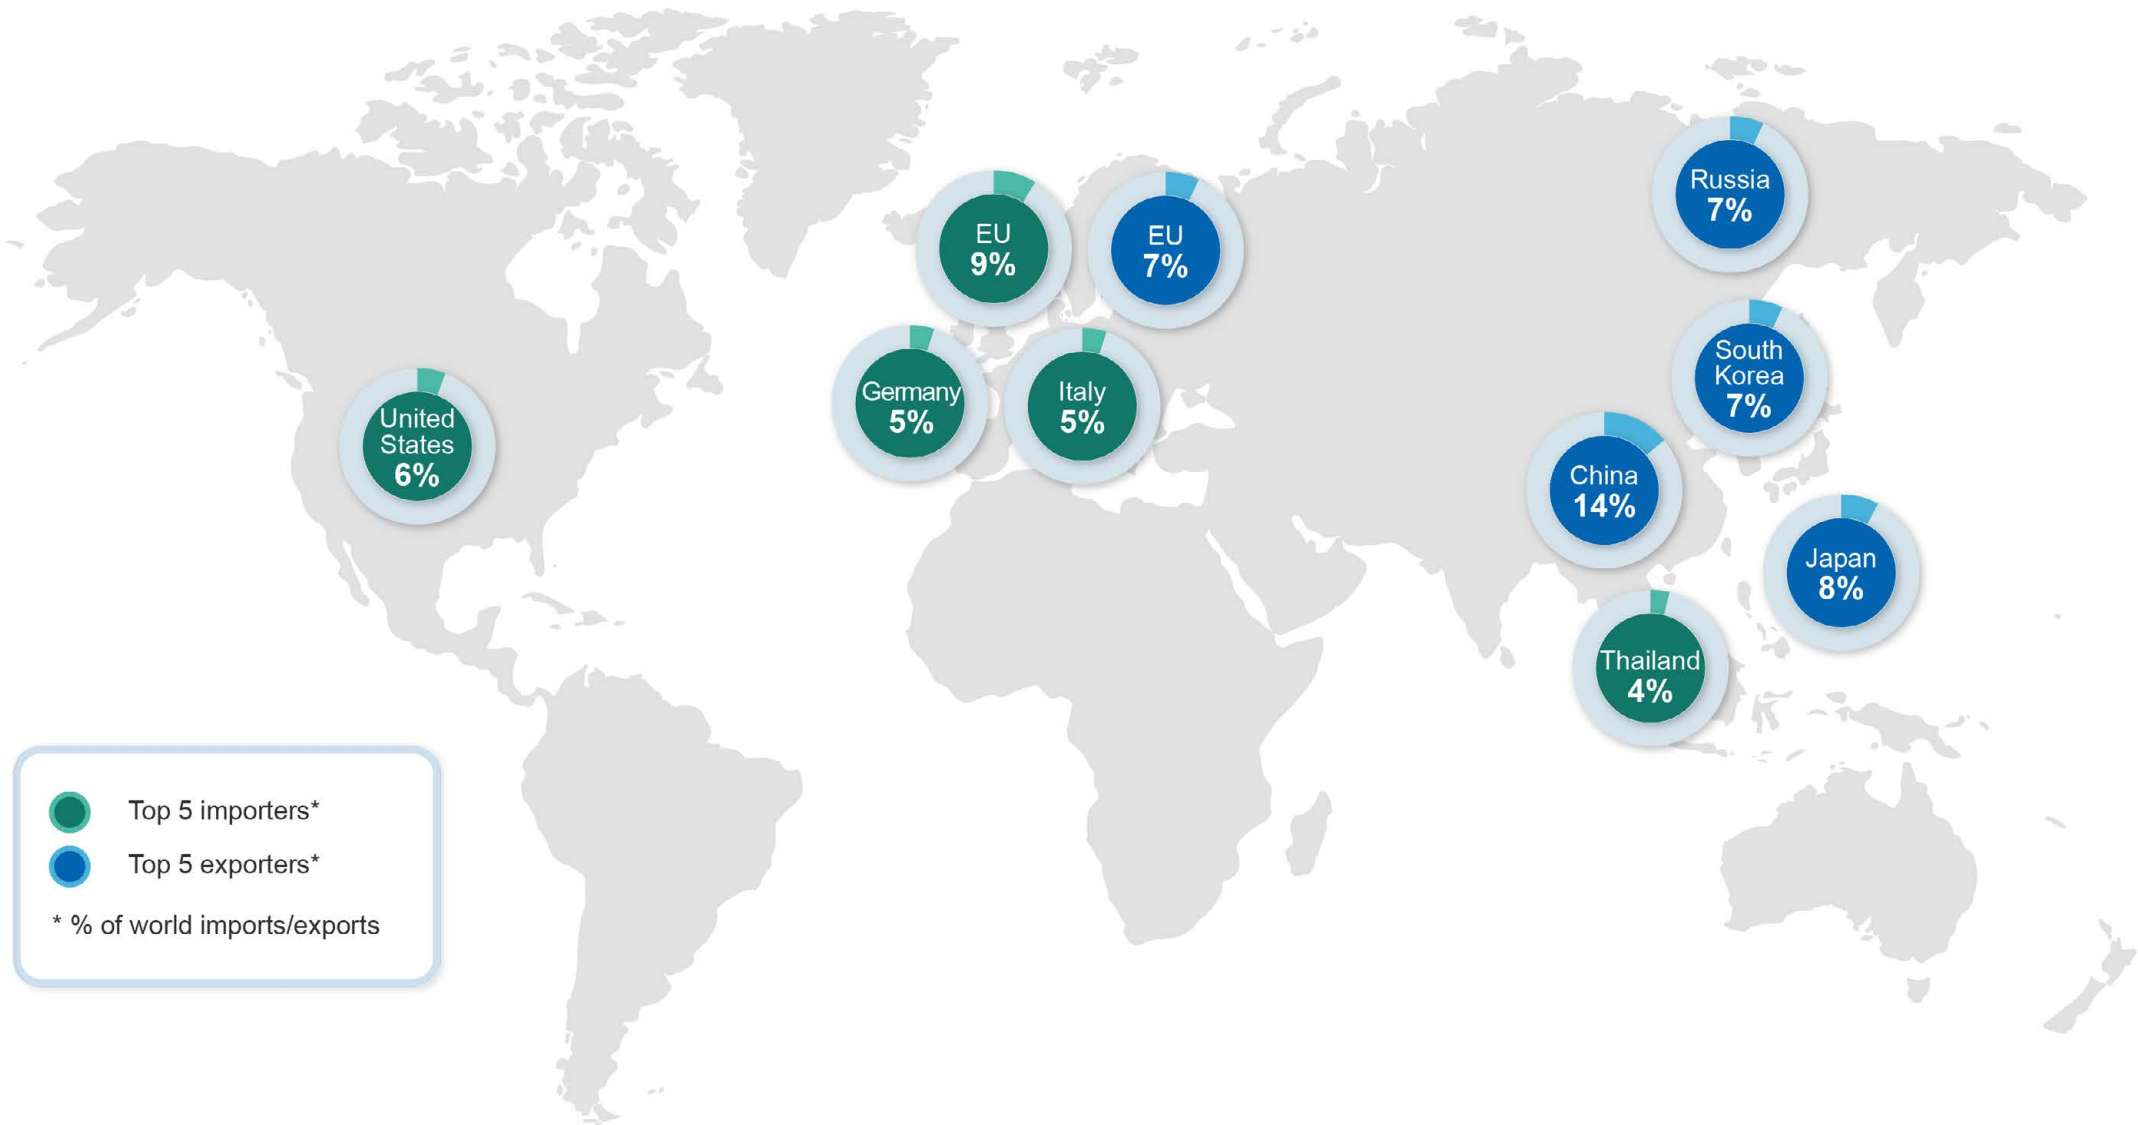 Russia
7%
EU
9%
EU
7%
South
Korea
7%
Germany
5%
Italy
5%
United
States
6%
China
14%
Japan
8%
Thailand
4%
Top 5 importers*
Top 5 exporters*
* % of world imports/exports